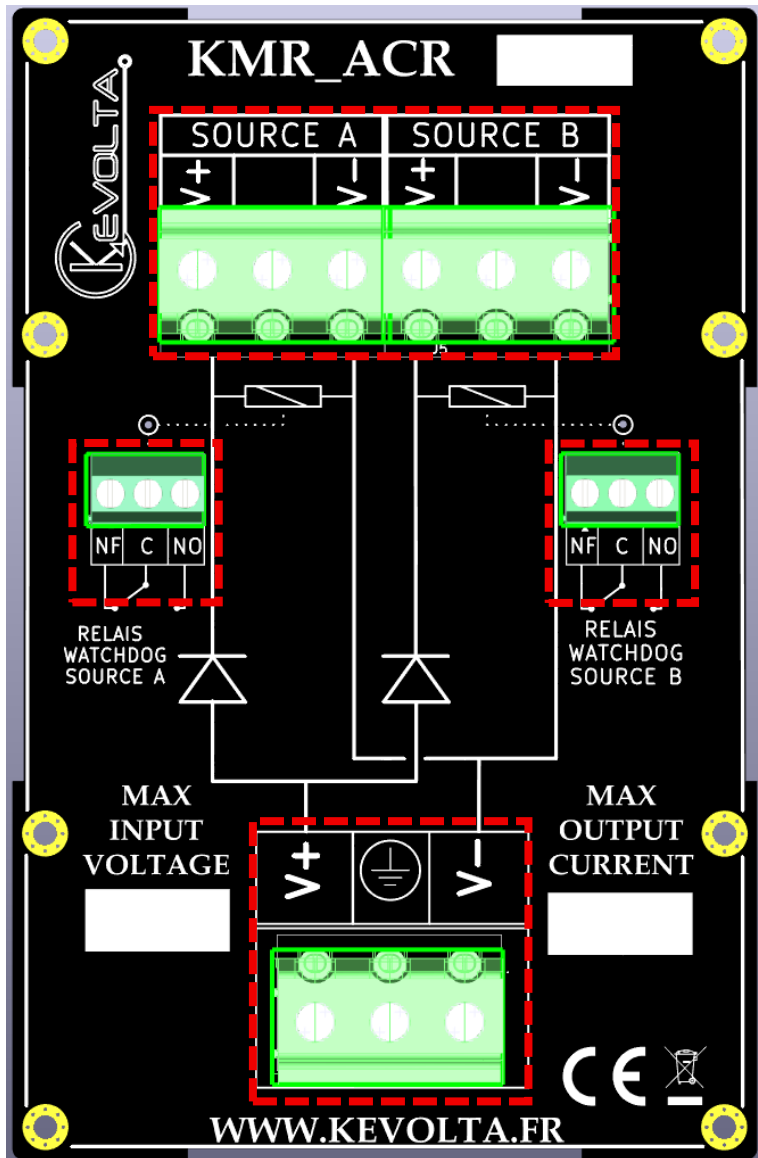 KMR_ACR
KEVOLTA
SOURCE A SOURCE B
V+ V- V+ V-
J5
NF C NO
NF C NO
RELAIS
WATCHDOG
SOURCE A
RELAIS
WATCHDOG
SOURCE B
MAX
INPUT
VOLTAGE
MAX
OUTPUT
CURRENT
V+ V-
CE
WWW.KEVOLTA.FR